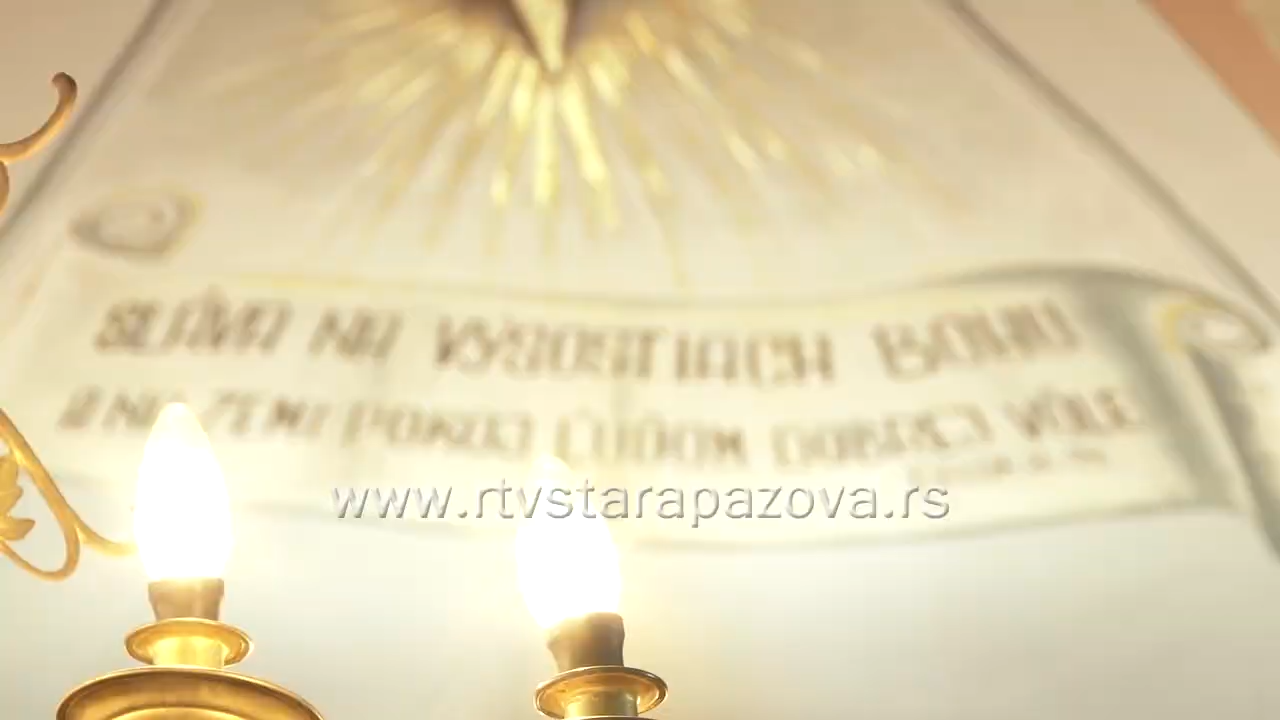 SLÁVA NA VÝSOSTIACH BOHU
A NA ZEMI POKOJ ĽUĎOM DOBREJ VÔLE
www.rtvstarapazova.rs